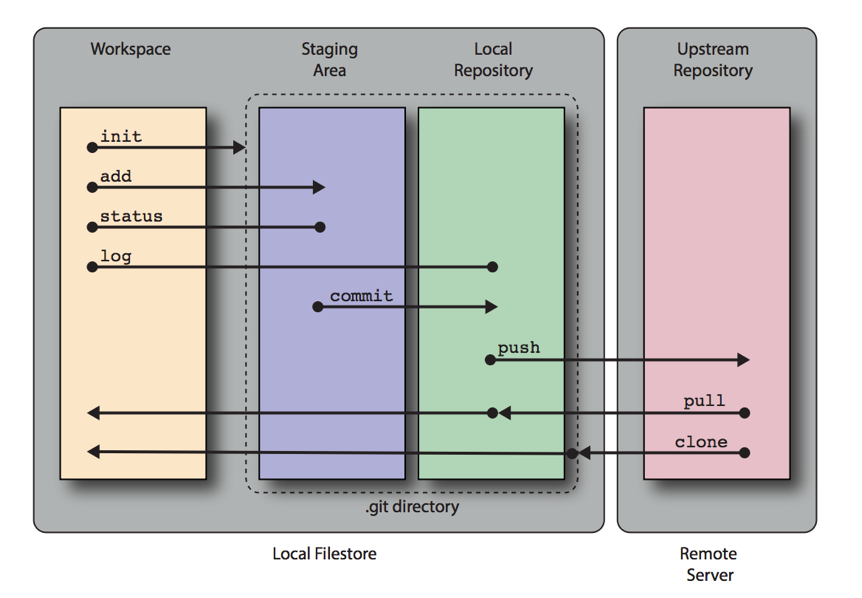 Workspace
Staging
Area
Local
Repository
Upstream
Repository
init
add
status
log
commit
push
pull
clone
.git directory
Local Filestore
Remote
Server